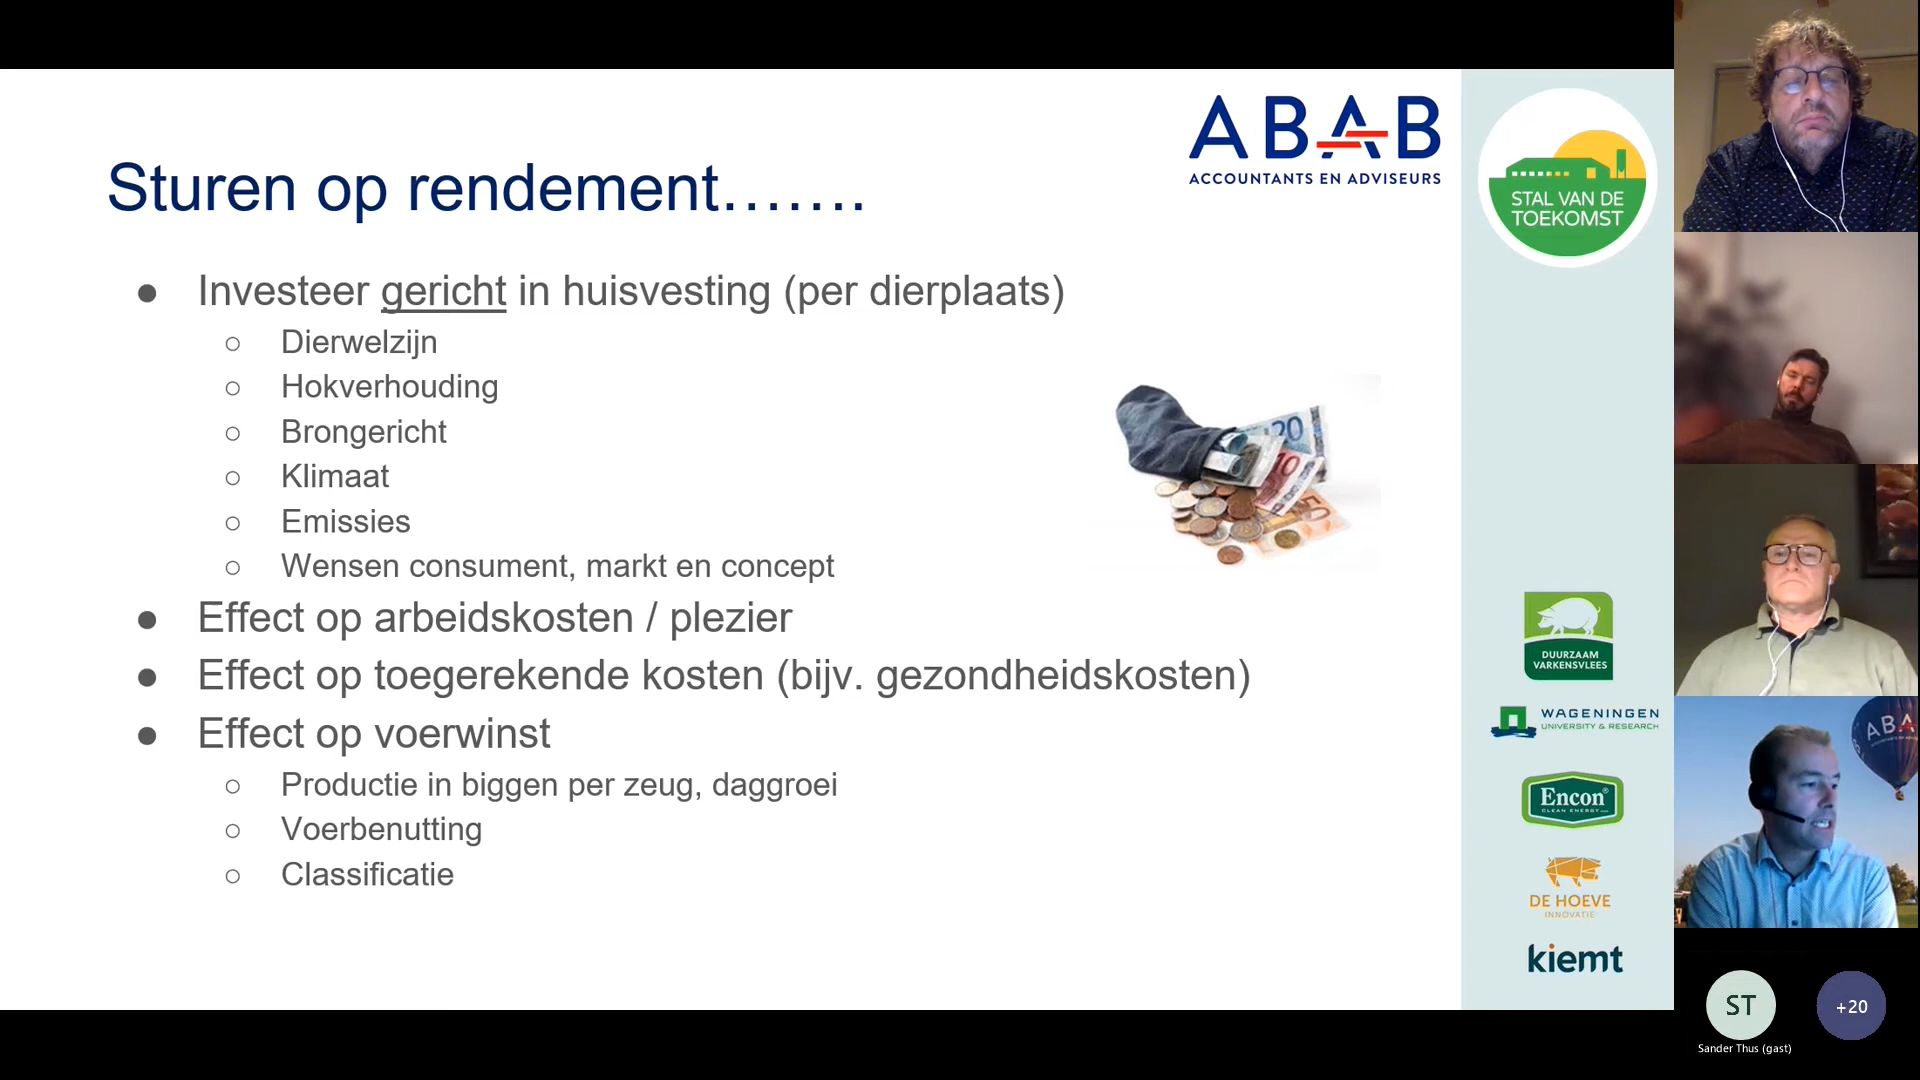 Sturen op rendement…….
● Investeer gericht in huisvesting (per dierplaats)
○ Dierwelzijn
○ Hokverhouding
○ Brongericht
○ Klimaat
○ Emissies
○ Wensen consument, markt en concept
● Effect op arbeidskosten / plezier
● Effect op toegerekende kosten (bijv. gezondheidskosten)
● Effect op voerwinst
○ Productie in biggen per zeug, daggroei
○ Voerbenutting
○ Classificatie
ABAB
ACCOUNTANTS EN ADVISEURS
20
10
STAL VAN DE
TOEKOMST
DUURZAAM
VARKENSVLEES
WAGENINGEN
UNIVERSITY & RESEARCH
Encon®
CLEAN ENERGY
DE HOEVE
INNOVATIE
kiemt
ABA
ST
+20
Sander Thus (gast)